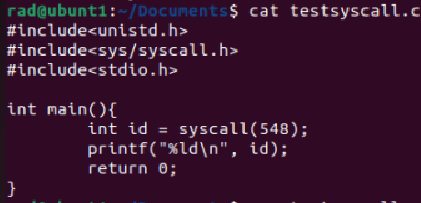 rad@ubunt1:~/Documents$ cat testsyscall.c
#include<unistd.h>
#include<sys/syscall.h>
#include<stdio.h>

int main(){
        int id = syscall(548);
        printf("%ld\n", id);
        return 0;
}